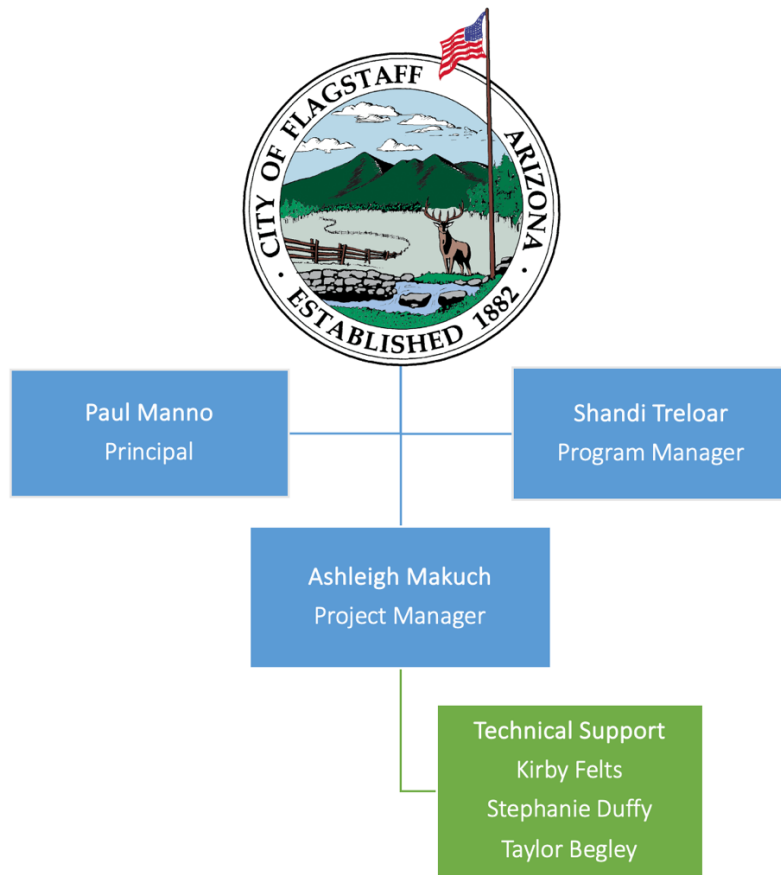 CITY OF FLAGSTAFF
ARIZONA
· ESTABLISHED 1882 ·
Paul Manno
Principal
Shandi Treloar
Program Manager
Ashleigh Makuch
Project Manager
Technical Support
Kirby Felts
Stephanie Duffy
Taylor Begley